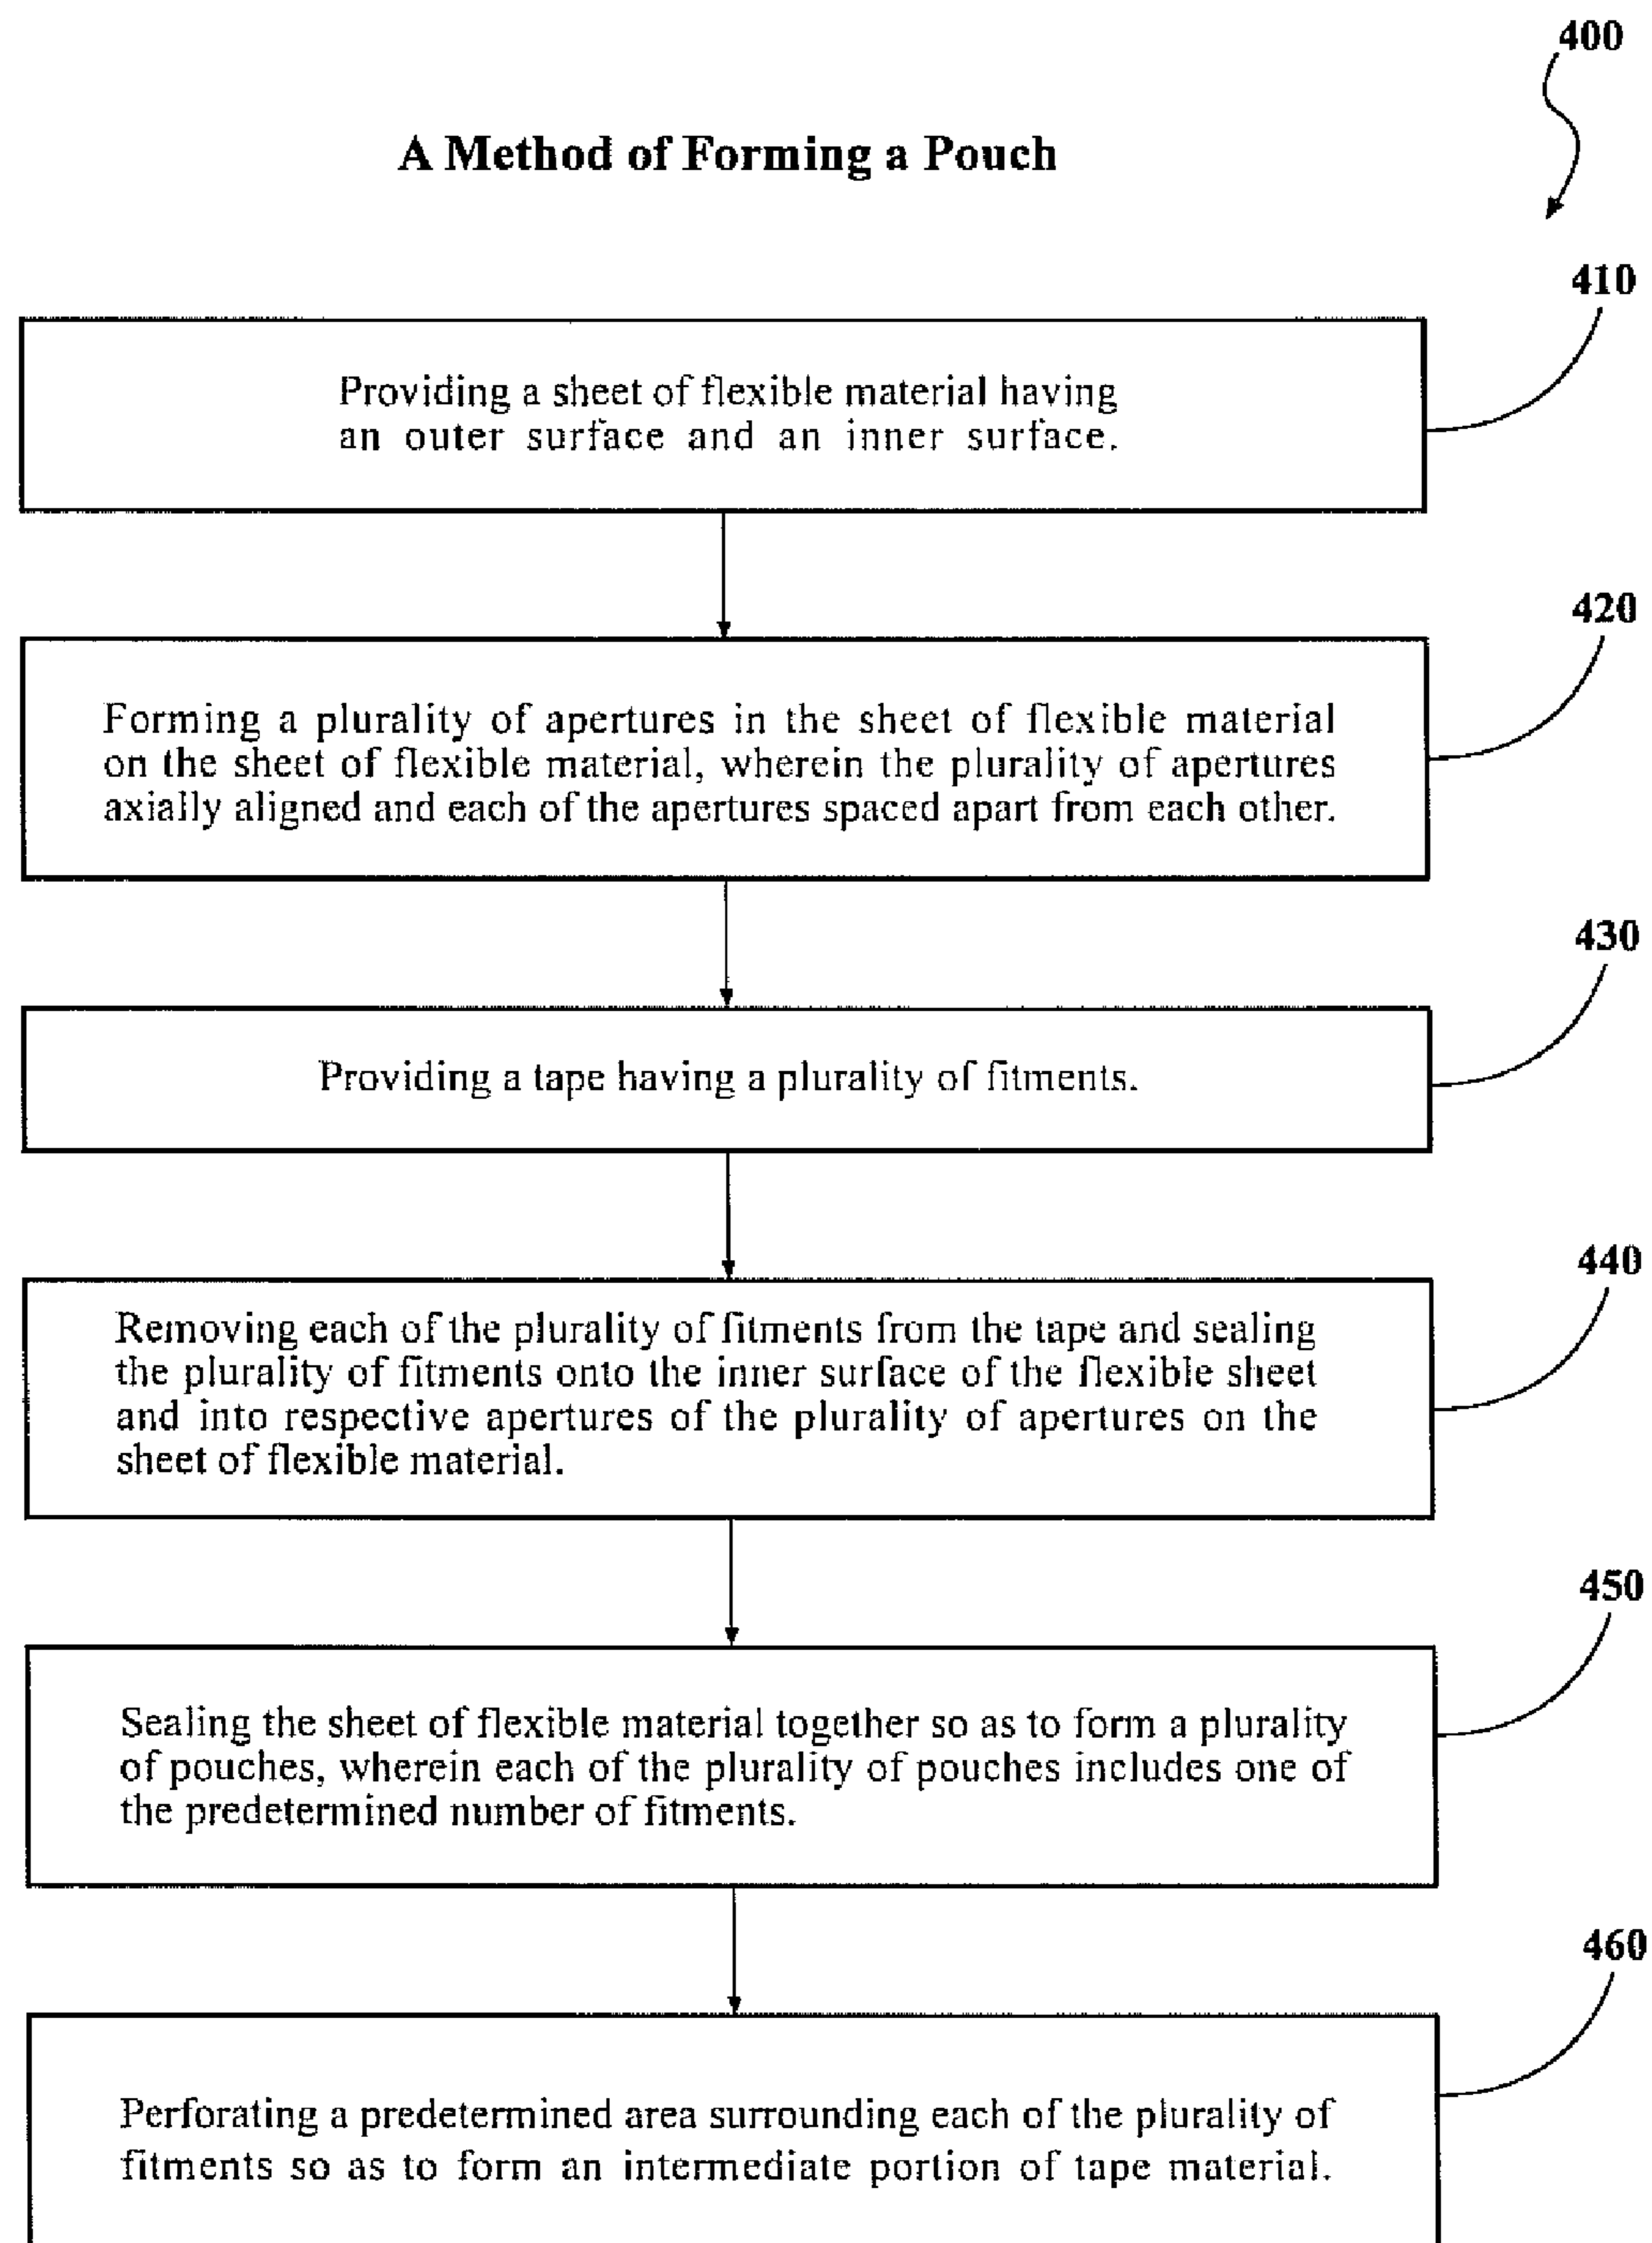 400
A Method of Forming a Pouch
410
Providing a sheet of flexible material having
an outer surface and an inner surface.
420
Forming a plurality of apertures in the sheet of flexible material
on the sheet of flexible material, wherein the plurality of apertures
axially aligned and each of the apertures spaced apart from each other.
430
Providing a tape having a plurality of fitments.
440
Removing each of the plurality of fitments from the tape and sealing
the plurality of fitments onto the inner surface of the flexible sheet
and into respective apertures of the plurality of apertures on the
sheet of flexible material.
450
Sealing the sheet of flexible material together so as to form a plurality
of pouches, wherein each of the plurality of pouches includes one of
the predetermined number of fitments.
460
Perforating a predetermined area surrounding each of the plurality of
fitments so as to form an intermediate portion of tape material.